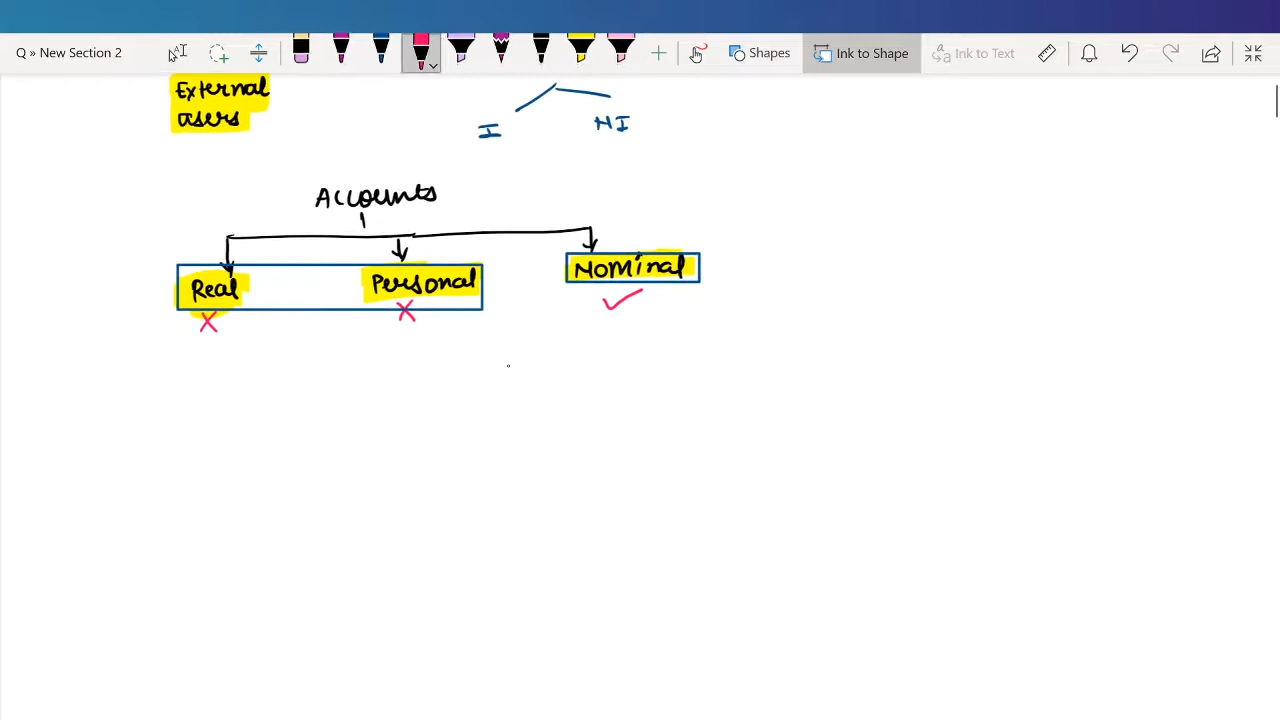 Q » New Section 2
Shapes
Ink to Shape
Ink to Text
External
users
I
NI
Accounts
Real
Personal
Nominal